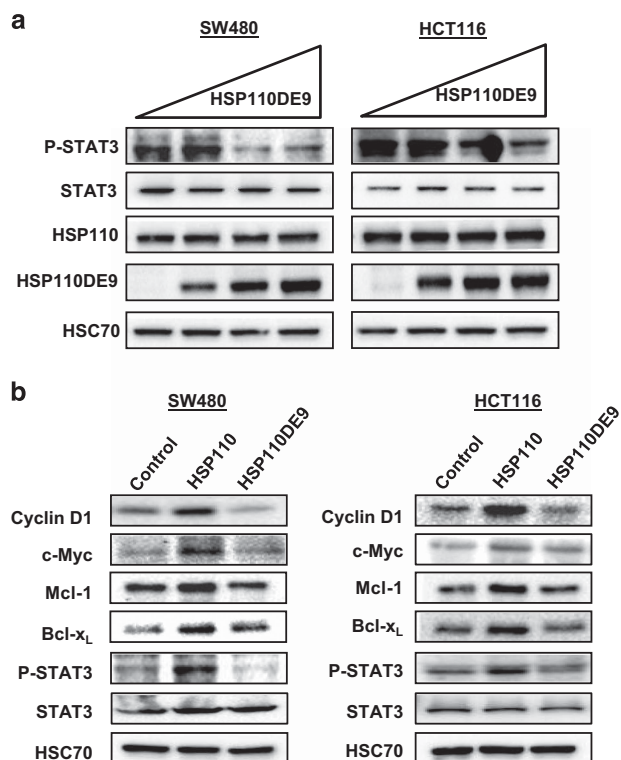 a
SW480
HCT116
HSP110DE9
HSP110DE9
P-STAT3
STAT3
HSP110
HSP110DE9
HSC70
b
SW480
HCT116
Control
HSP110
HSP110DE9
Control
HSP110
HSP110DE9
Cyclin D1
c-Myc
Mcl-1
Bcl-xL
P-STAT3
STAT3
HSC70
Cyclin D1
c-Myc
Mcl-1
Bcl-xL
P-STAT3
STAT3
HSC70